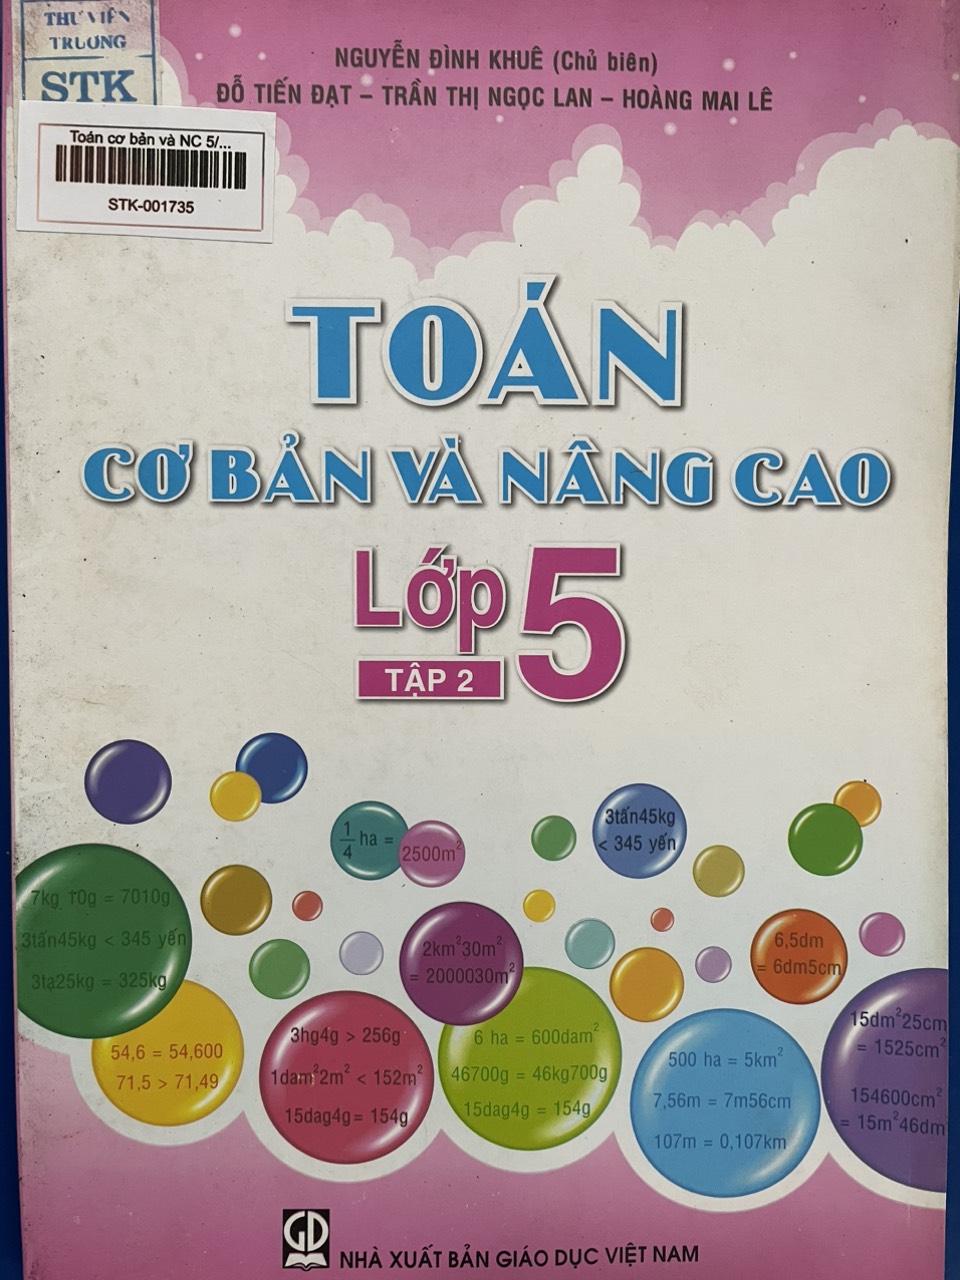 THƯ VIỆN
TRƯỜNG
STK
Toán cơ bản và NC 5/...
STK-001735
NGUYỄN ĐÌNH KHUÊ (Chủ biên)
ĐỖ TIẾN ĐẠT – TRẦN THỊ NGỌC LAN – HOÀNG MAI LÊ
TOÁN
CƠ BẢN VÀ NÂNG CAO
Lớp 5
TẬP 2
1/4 ha =
2500m²
3tấn45kg
< 345 yến
7kg 10g = 7010g
3tấn45kg < 345 yến
3tạ25kg = 325kg
2km²30m²
= 2000030m²
6,5dm
= 6dm5cm
54,6 = 54,600
71,5 > 71,49
3hg4g > 256g
1dam²2m² < 152m²
15dag4g = 154g
6 ha = 600dam²
46700g = 46kg700g
15dag4g = 154g
500 ha = 5km²
7,56m = 7m56cm
107m = 0,107km
15dm²25cm
= 1525cm²
154600cm²
= 15m²46dm
GD
NHÀ XUẤT BẢN GIÁO DỤC VIỆT NAM